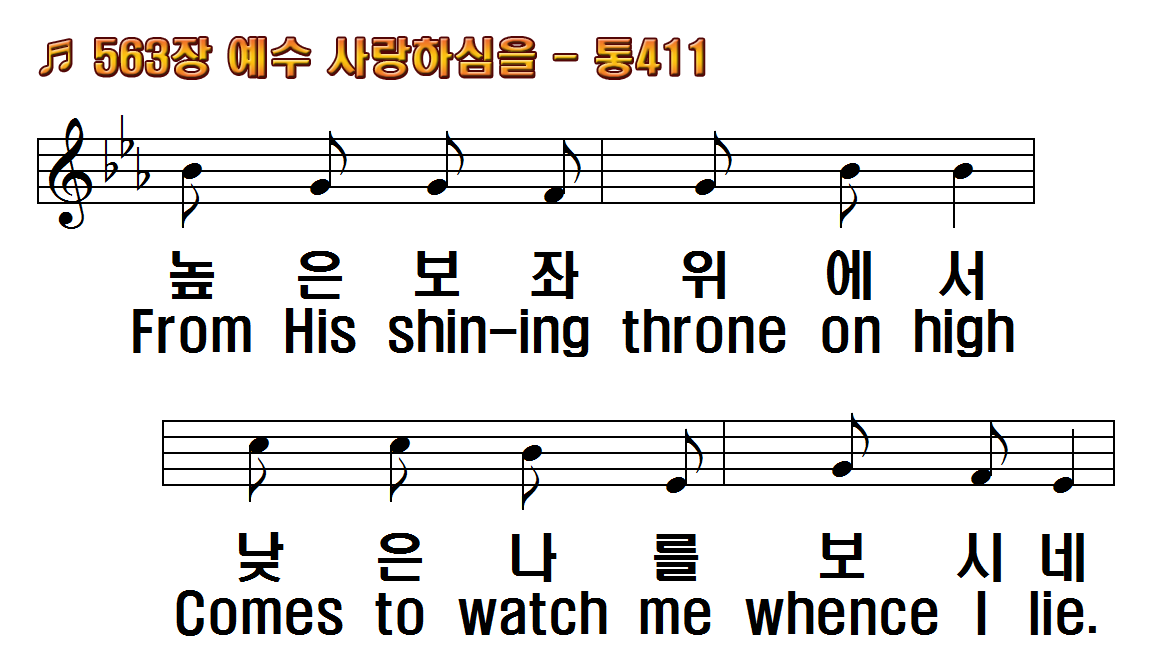 ♬ 563장 예수 사랑하심을 - 통411
높 은 보 좌 위 에 서
From His shin-ing throne on high
낮 은 나 를 보 시 네
Comes to watch me whence I lie.